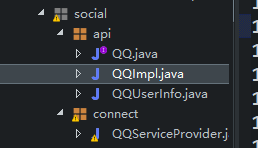 social
api
QQ.java
QQImpl.java
QQUserInfo.java
connect
QQServiceProvider.j